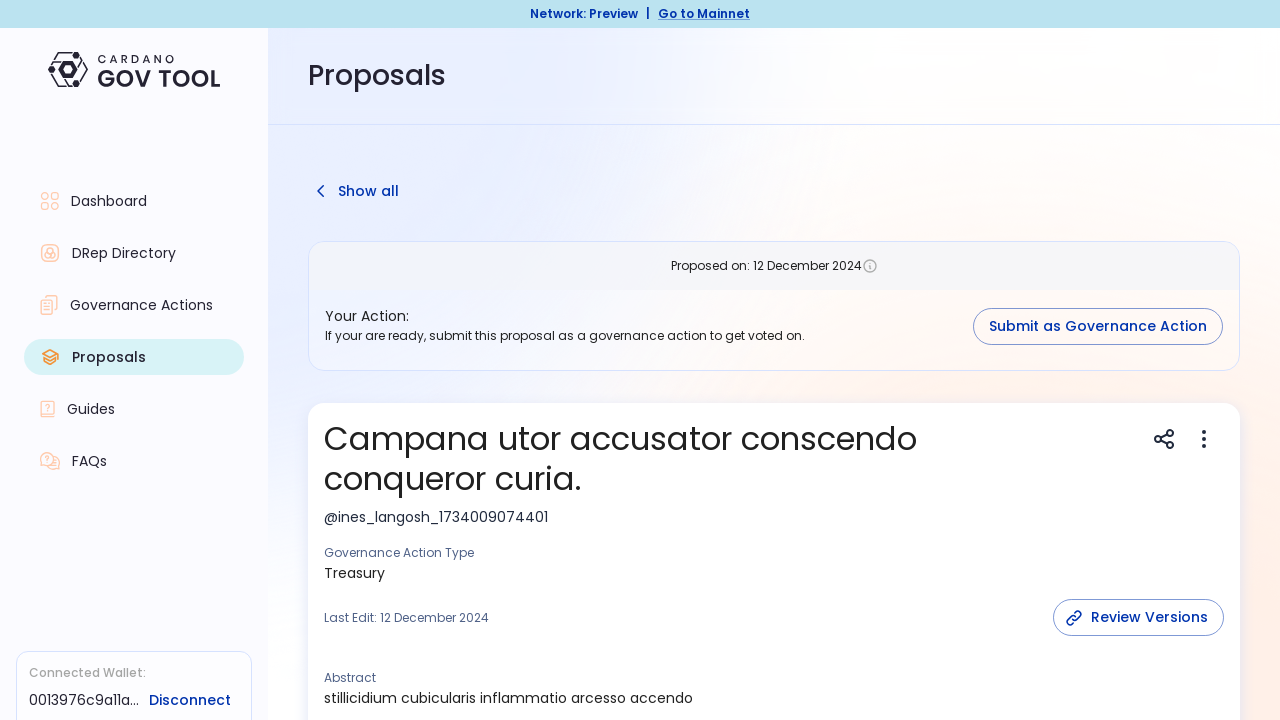 Network: Preview | Go to Mainnet
CARDANO
GOV TOOL
Proposals
Dashboard
DRep Directory
Governance Actions
Proposals
Guides
FAQs
Connected Wallet:
0013976c9a11a... Disconnect
Show all
Proposed on: 12 December 2024
Your Action:
If your are ready, submit this proposal as a governance action to get voted on.
Submit as Governance Action
Campana utor accusator conscendo
conqueror curia.
@ines_langosh_1734009074401
Governance Action Type
Treasury
Last Edit: 12 December 2024
Review Versions
Abstract
stillicidium cubicularis inflammatio arcesso accendo